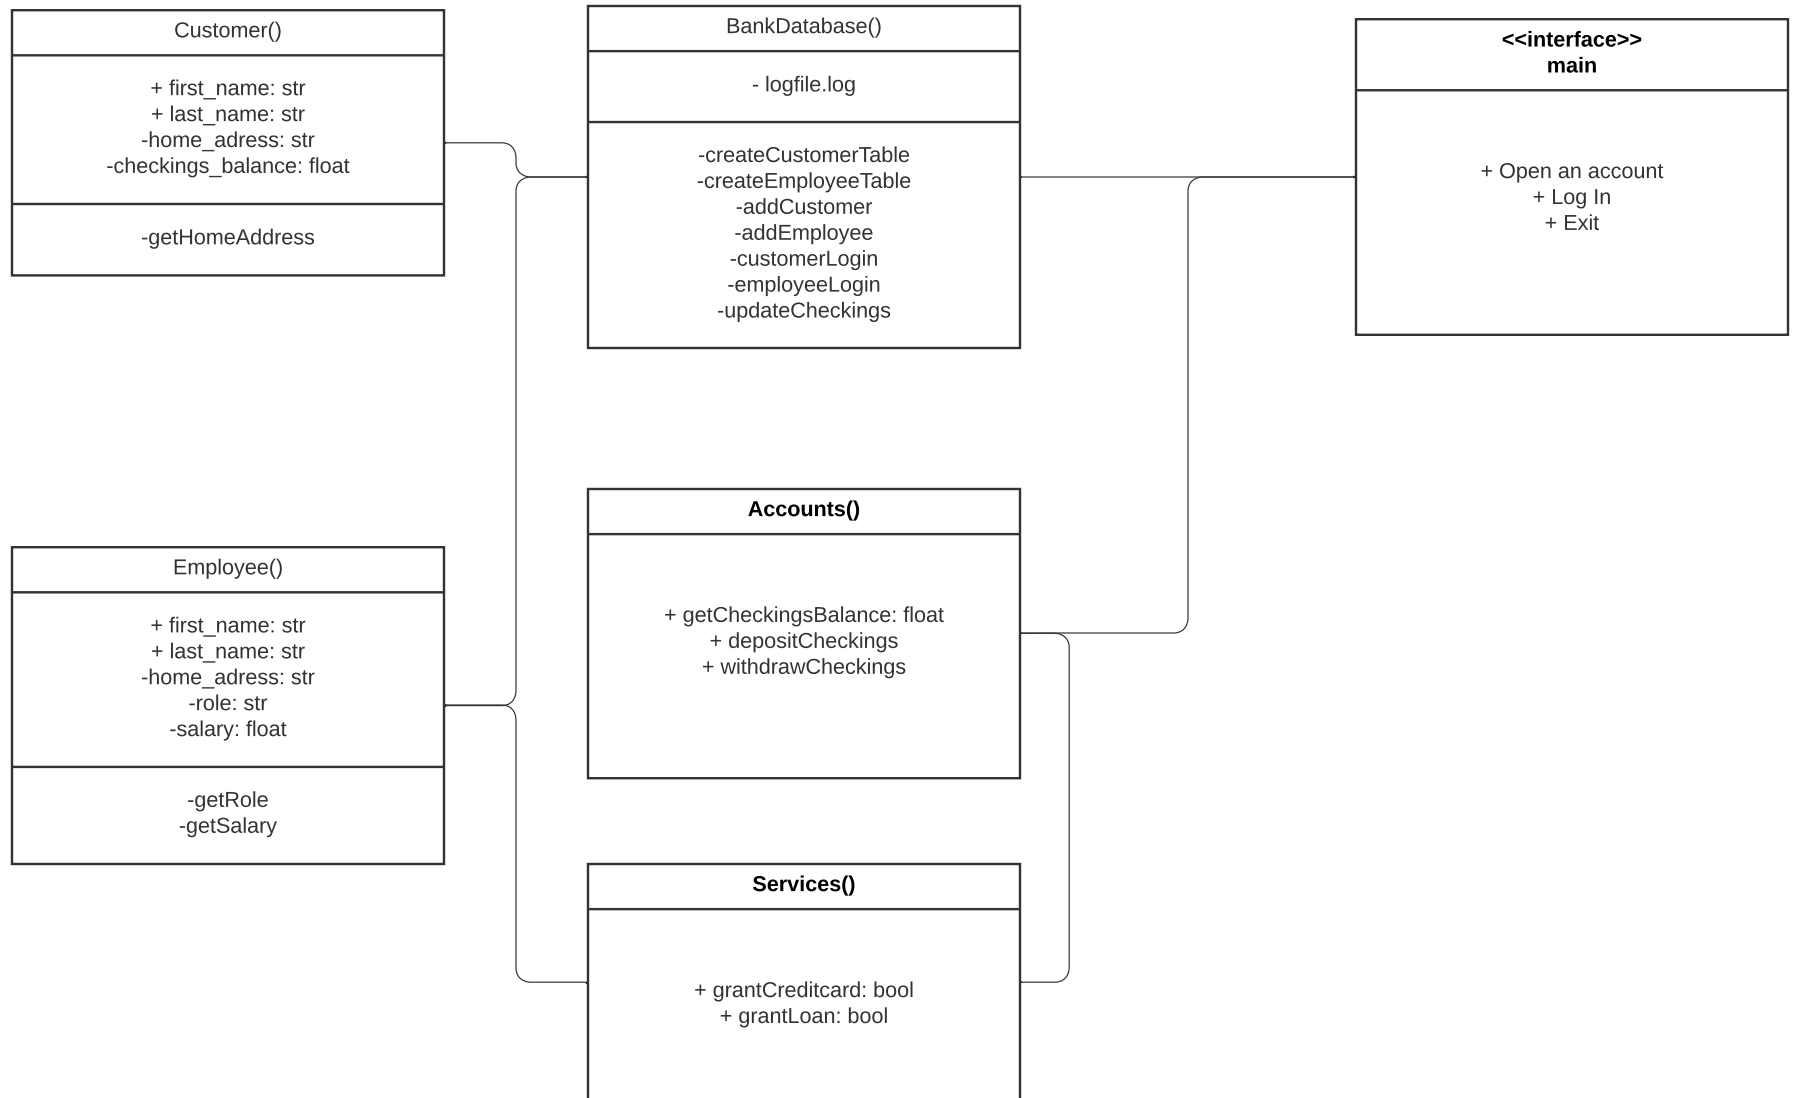 Customer()
+ first_name: str
+ last_name: str
-home_adress: str
-checkings_balance: float
-getHomeAddress
BankDatabase()
- logfile.log
-createCustomerTable
-createEmployeeTable
-addCustomer
-addEmployee
-customerLogin
-employeeLogin
-updateCheckings
<<interface>>
main
+ Open an account
+ Log In
+ Exit
Employee()
+ first_name: str
+ last_name: str
-home_adress: str
-role: str
-salary: float
-getRole
-getSalary
Accounts()
+ getCheckingsBalance: float
+ depositCheckings
+ withdrawCheckings
Services()
+ grantCreditcard: bool
+ grantLoan: bool